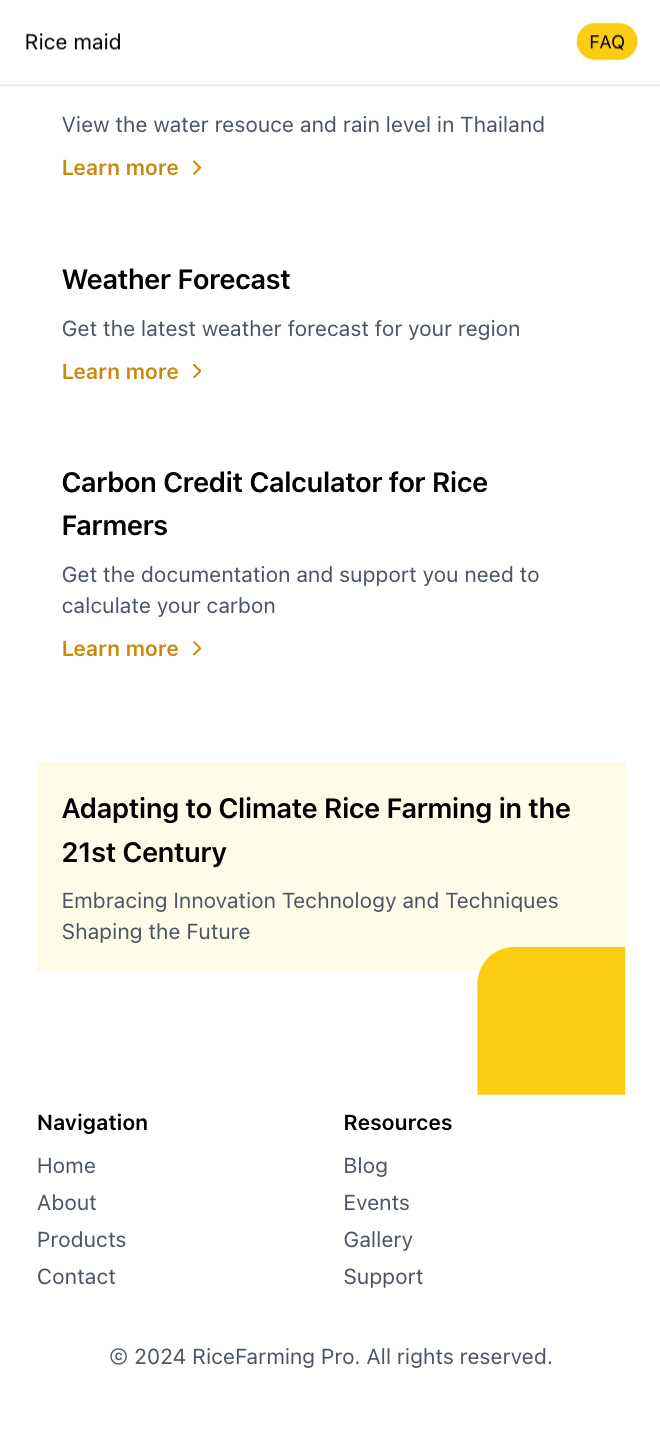 Rice maid
FAQ
View the water resouce and rain level in Thailand
Learn more
Weather Forecast
Get the latest weather forecast for your region
Learn more
Carbon Credit Calculator for Rice
Farmers
Get the documentation and support you need to
calculate your carbon
Learn more
Adapting to Climate Rice Farming in the
21st Century
Embracing Innovation Technology and Techniques
Shaping the Future
Navigation
Home
About
Products
Contact
Resources
Blog
Events
Gallery
Support
© 2024 RiceFarming Pro. All rights reserved.